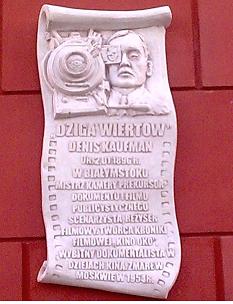 DZIGA WIERTOW
DENIS KAUFMAN
UR. 2.01.1896 R.
W BIAŁYMSTOKU
MISTRZ KAMERY PREKURSOR
DOKUMENTU I FILMU
PUBLICYSTYCZNEGO
SCENARZYSTA, REŻYSER
FILMOWY, TWÓRCA KRONIKI
FILMOWEJ "KINO-OKO"
WYBITNY DOKUMENTALISTA W
DZIEJACH KINA, ZMARŁ W
MOSKWIE W 1954 R.